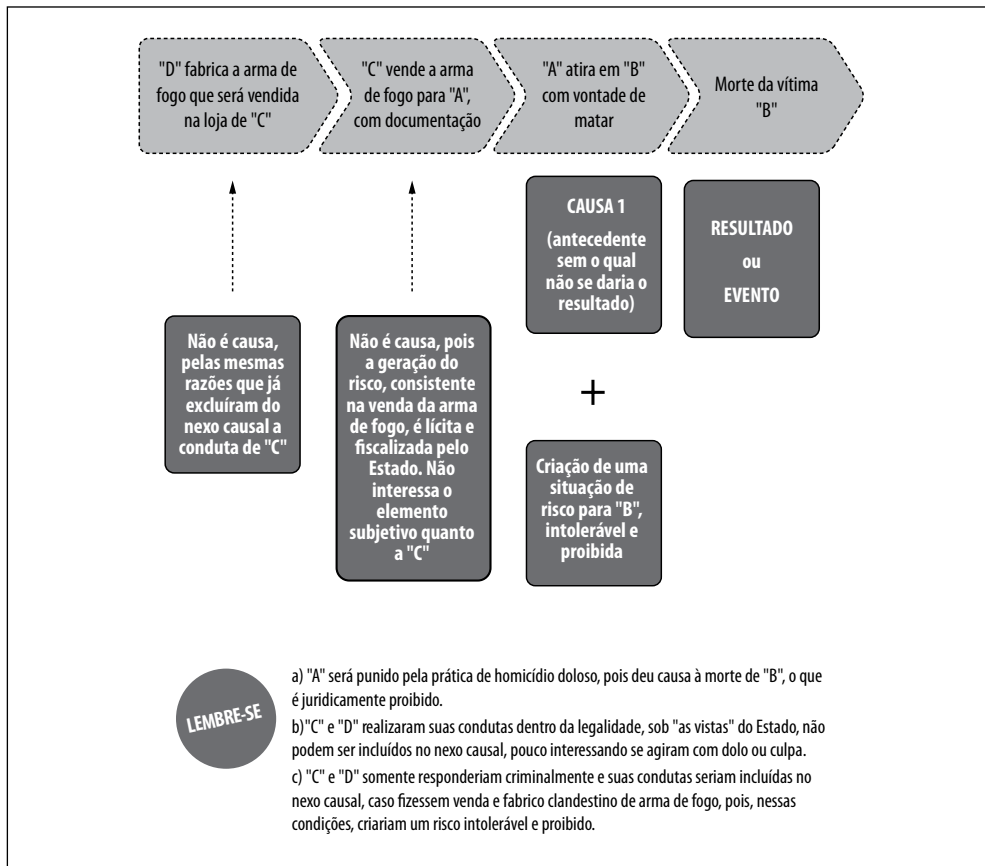 "D" fabrica a arma de
fogo que será vendida
na loja de "C"
"C" vende a arma
de fogo para "A",
com documentação
"A" atira em "B"
com vontade de
matar
Morte da vítima
"B"
Não é causa,
pelas mesmas
razões que já
excluíram do
nexo causal a
conduta de "C"
Não é causa, pois
a geração do
risco, consistente
na venda da arma
de fogo, é lícita e
fiscalizada pelo
Estado. Não
interessa o
elemento
subjetivo quanto
a "C"
CAUSA 1
(antecedente
sem o qual
não se daria o
resultado)
+
Criação de uma
situação de
risco para "B",
intolerável e
proibida
RESULTADO
ou
EVENTO
LEMBRE-SE
a) "A" será punido pela prática de homicídio doloso, pois deu causa à morte de "B", o que
é juridicamente proibido.
b)"C" e "D" realizaram suas condutas dentro da legalidade, sob "as vistas" do Estado, não
podem ser incluídos no nexo causal, pouco interessando se agiram com dolo ou culpa.
c) "C" e "D" somente responderiam criminalmente e suas condutas seriam incluídas no
nexo causal, caso fizessem venda e fabrico clandestino de arma de fogo, pois, nessas
condições, criariam um risco intolerável e proibido.